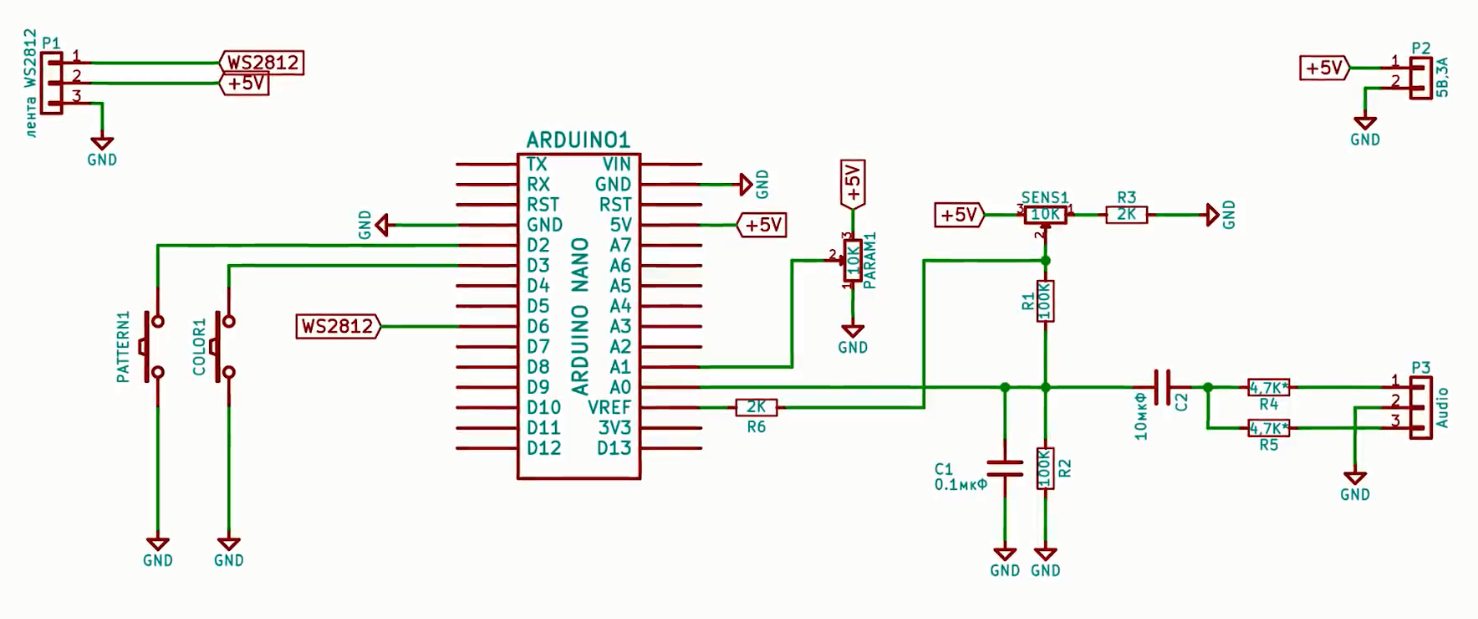 P1
лента WS2812
1
2
3
WS2812
+5V
GND
+5V
P2
1
2
5В,3А
GND
ARDUINO1
ARDUINO NANO
TX
RX
RST
GND
D2
D3
D4
D5
D6
D7
D8
D9
D10
D11
D12
VIN
GND
RST
5V
A7
A6
A5
A4
A3
A2
A1
A0
VREF
3V3
D13
GND
GND
+5V
WS2812
PATTERN1
COLOR1
GND
GND
+5V
3
2
1
10K
PARAM1
GND
+5V
SENS1
3
10K
1
2
R3
2K
GND
R1
100K
2K
R6
C1
0.1мкФ
100K
R2
GND
GND
10мкФ
C2
4,7K*
R4
4,7K*
R5
P3
1
2
3
Audio
GND